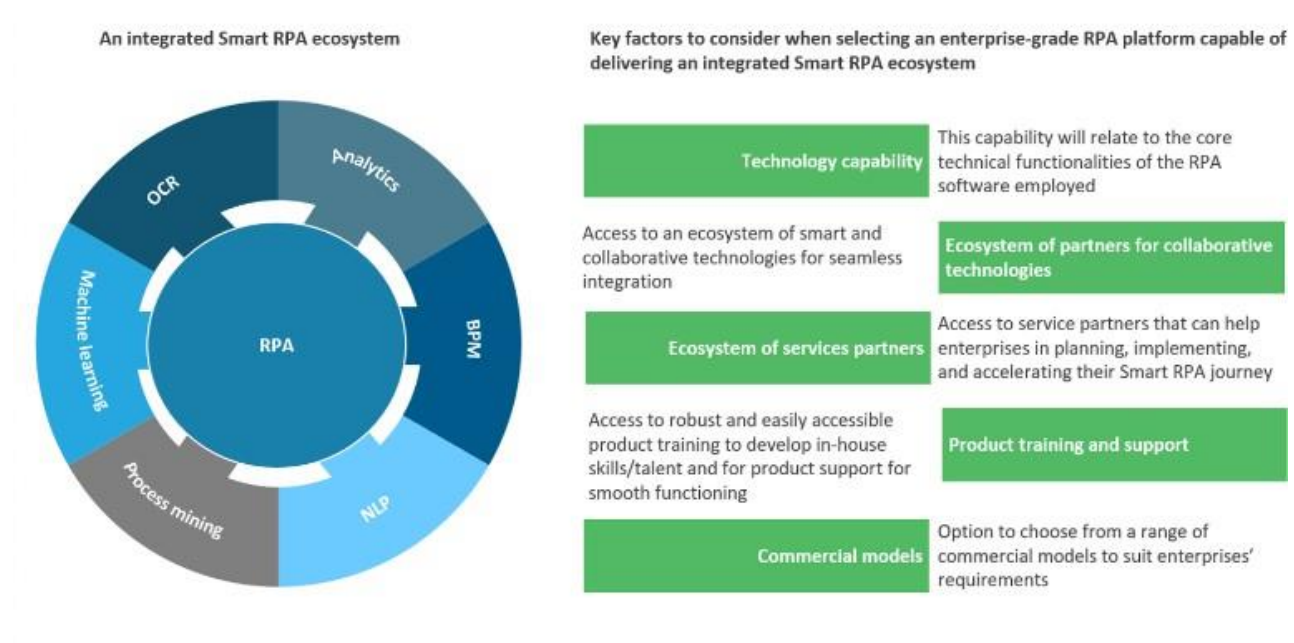 An integrated Smart RPA ecosystem
OCR
Analytics
Machine learning
RPA
BPM
Process mining
NLP
Key factors to consider when selecting an enterprise-grade RPA platform capable of
delivering an integrated Smart RPA ecosystem
Technology capability
This capability will relate to the core
technical functionalities of the RPA
software employed
Access to an ecosystem of smart and
collaborative technologies for seamless
integration
Ecosystem of partners for collaborative
technologies
Ecosystem of services partners
Access to service partners that can help
enterprises in planning, implementing,
and accelerating their Smart RPA journey
Access to robust and easily accessible
product training to develop in-house
skills/talent and for product support for
smooth functioning
Product training and support
Commercial models
Option to choose from a range of
commercial models to suit enterprises’
requirements